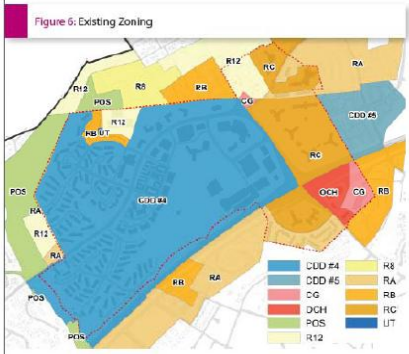 Figure 6: Existing Zoning
R12
RC
RA
R8
R12
RB
POS
CG
R12
CDD #5
RB
UT
RC
POS
OCH
CG
RB
CDD #4
RA
R12
RA
POS
RB
RA
POS
CDD #4
R8
CDD #5
RA
CG
RB
OCH
RC
POS
UT
R12